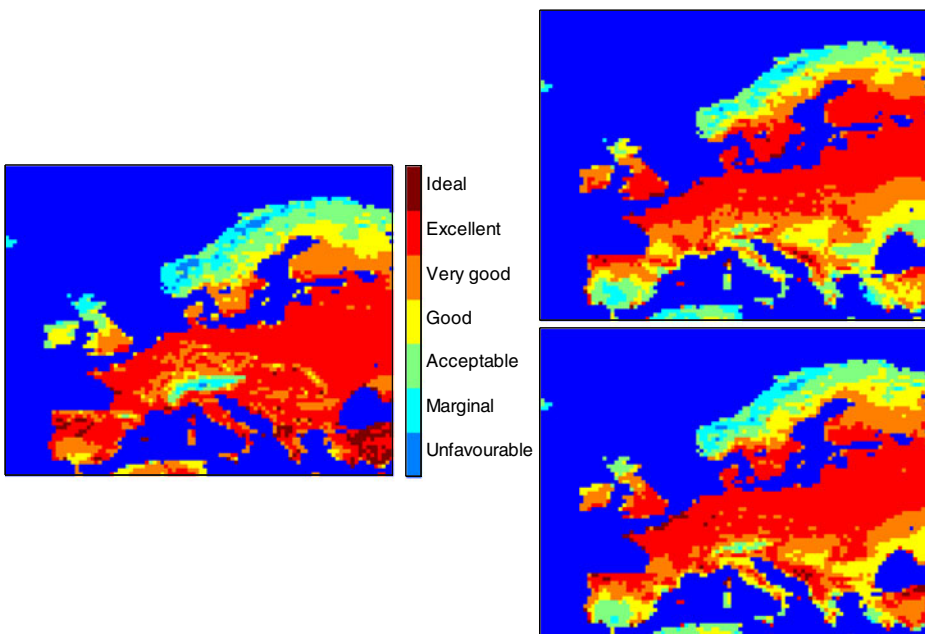 Ideal
Excellent
Very good
Good
Acceptable
Marginal
Unfavourable